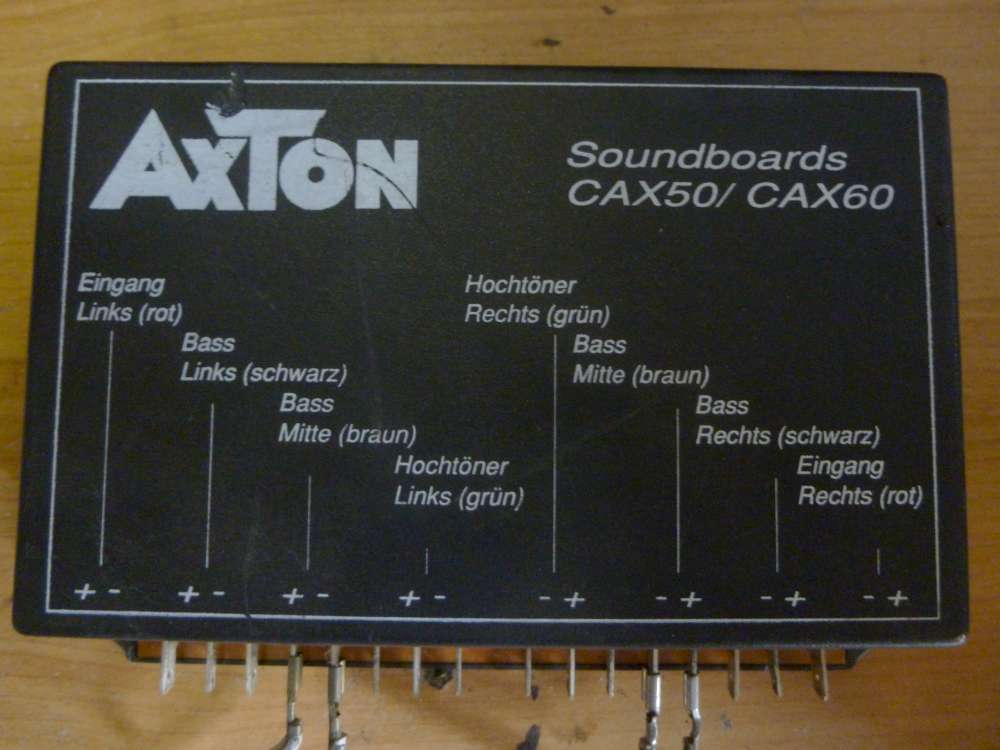 AXTON
Soundboards
CAX50/ CAX60
Eingang
Links (rot)
Bass
Links (schwarz)
Bass
Mitte (braun)
Hochtöner
Links (grün)
Hochtöner
Rechts (grün)
Bass
Mitte (braun)
Bass
Rechts (schwarz)
Eingang
Rechts (rot)
+ - + - + - + - - + - + - + - +